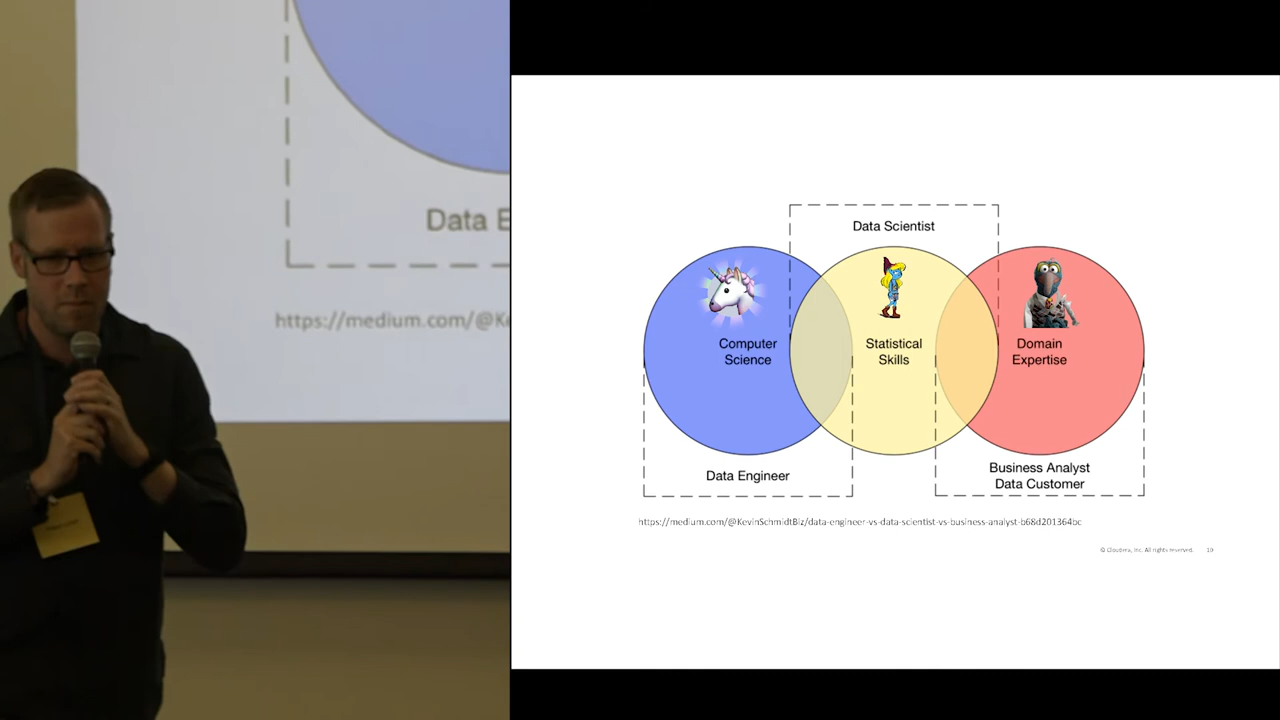 Data E
https://medium.com/@Ke
Data Scientist
Computer
Science
Statistical
Skills
Domain
Expertise
Data Engineer
Business Analyst
Data Customer
https://medium.com/@KevinSchmidtBiz/data-engineer-vs-data-scientist-vs-business-analyst-b68d201364bc
© Cloudera, Inc. All rights reserved. 10